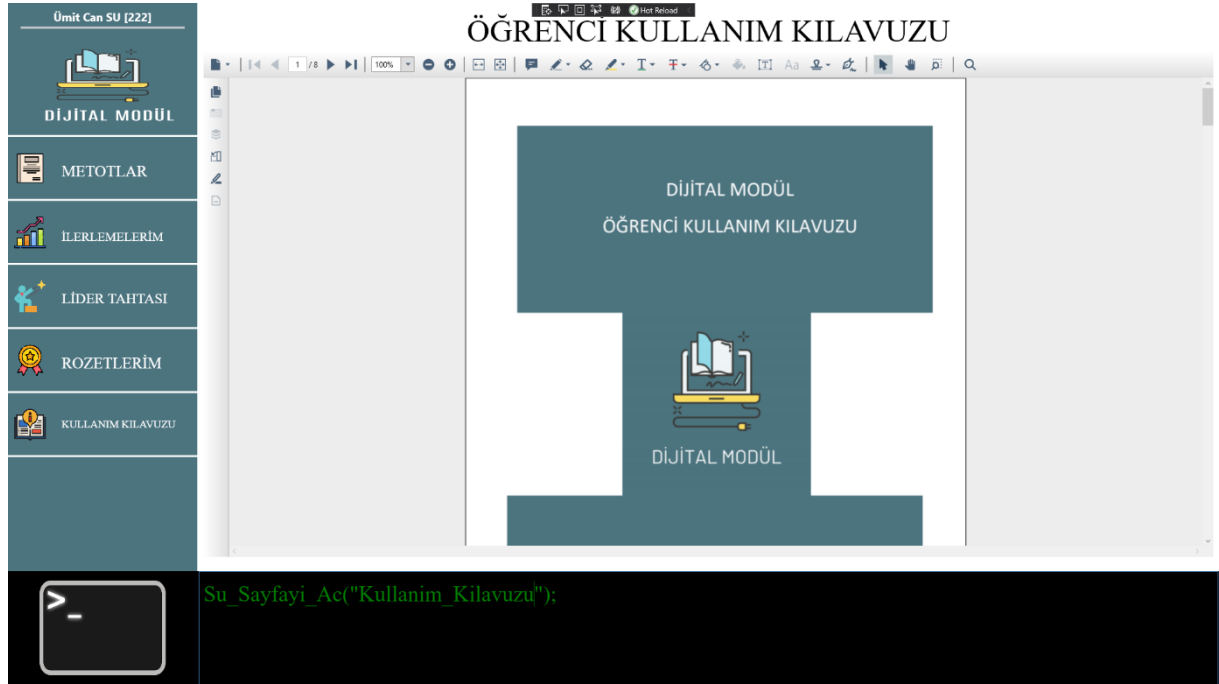 Ümit Can SU [222]
DİJİTAL MODÜL
METOTLAR
İLERLEMELERİM
LİDER TAHTASI
ROZETLERİM
KULLANIM KILAVUZU
Hot Reload
ÖĞRENCİ KULLANIM KILAVUZU
1 /8 100%
DİJİTAL MODÜL
ÖĞRENCİ KULLANIM KILAVUZU
DİJİTAL MODÜL
>_
Su_Sayfayi_Ac("Kullanim_Kilavuzu");